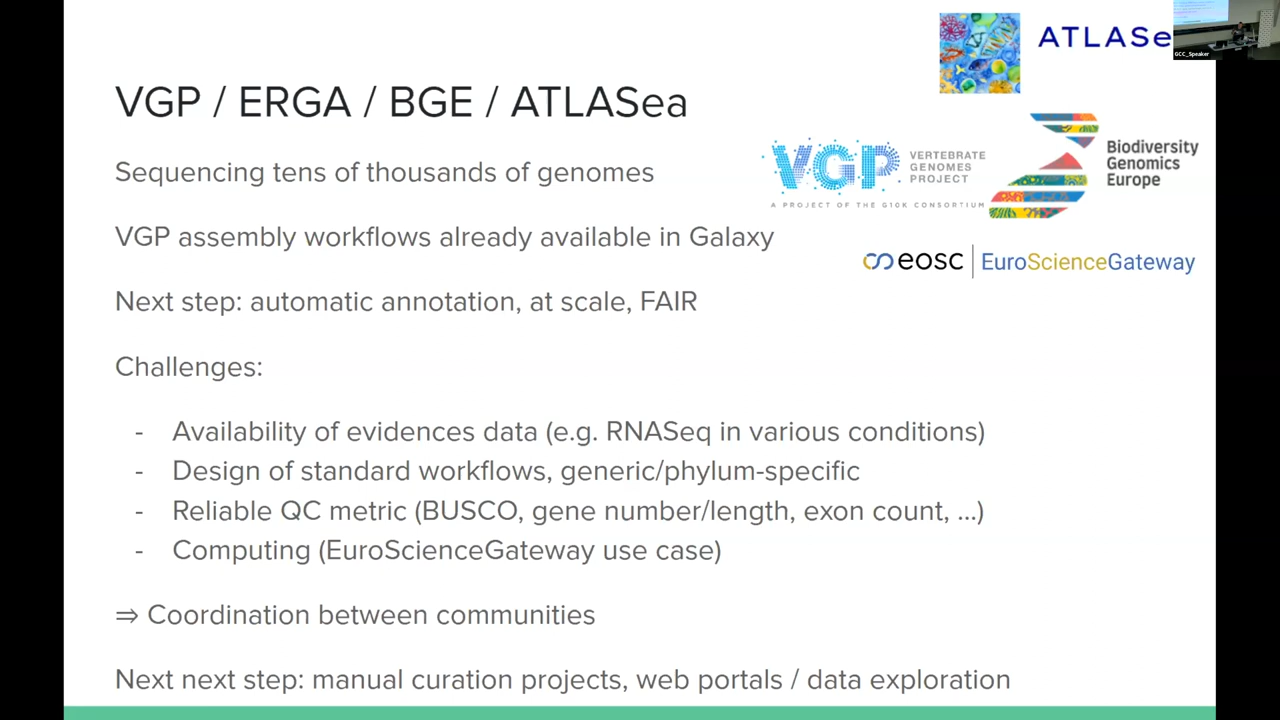 ATLASe
GCC_Speaker
VGP / ERGA / BGE / ATLASea
Sequencing tens of thousands of genomes
VGP
VERTEBRATE
GENOMES
PROJECT
A PROJECT OF THE G10K CONSORTIUM
Biodiversity
Genomics
Europe
VGP assembly workflows already available in Galaxy
eosc EuroScienceGateway
Next step: automatic annotation, at scale, FAIR
Challenges:
- Availability of evidences data (e.g. RNASeq in various conditions)
- Design of standard workflows, generic/phylum-specific
- Reliable QC metric (BUSCO, gene number/length, exon count, ...)
- Computing (EuroScienceGateway use case)
⇒ Coordination between communities
Next next step: manual curation projects, web portals / data exploration